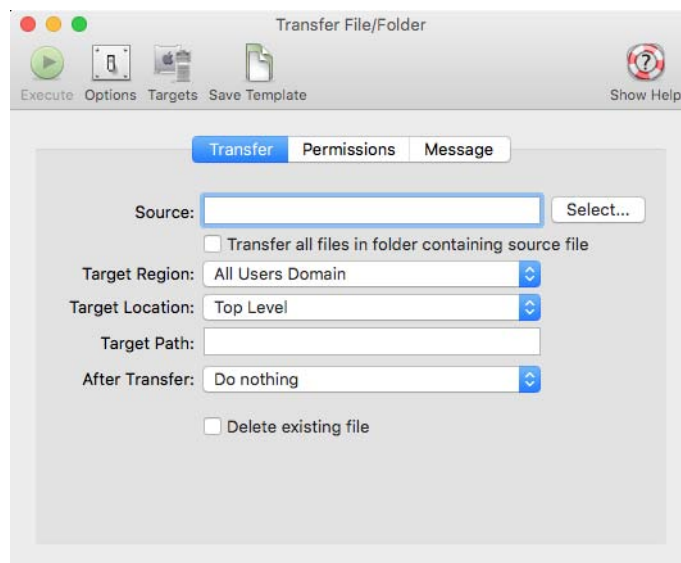 Transfer File/Folder
Execute Options Targets Save Template Show Help
Transfer Permissions Message
Source: Select...
Transfer all files in folder containing source file
Target Region: All Users Domain
Target Location: Top Level
Target Path:
After Transfer: Do nothing
Delete existing file